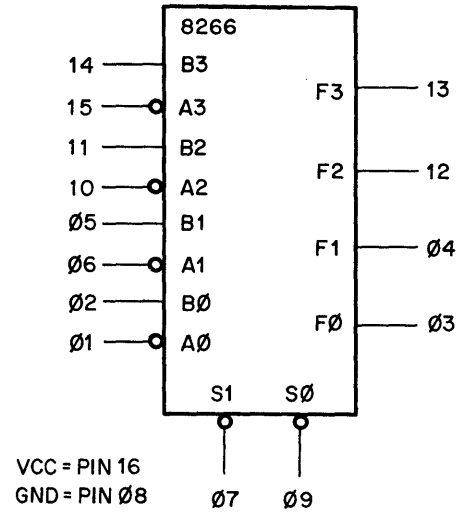 8266
14 B3
F3 13
15 A3
11 B2
F2 12
10 A2
Ø5 B1
F1 Ø4
Ø6 A1
Ø2 BØ
FØ Ø3
Ø1 AØ
S1 SØ
VCC = PIN 16
GND = PIN Ø8
Ø7 Ø9